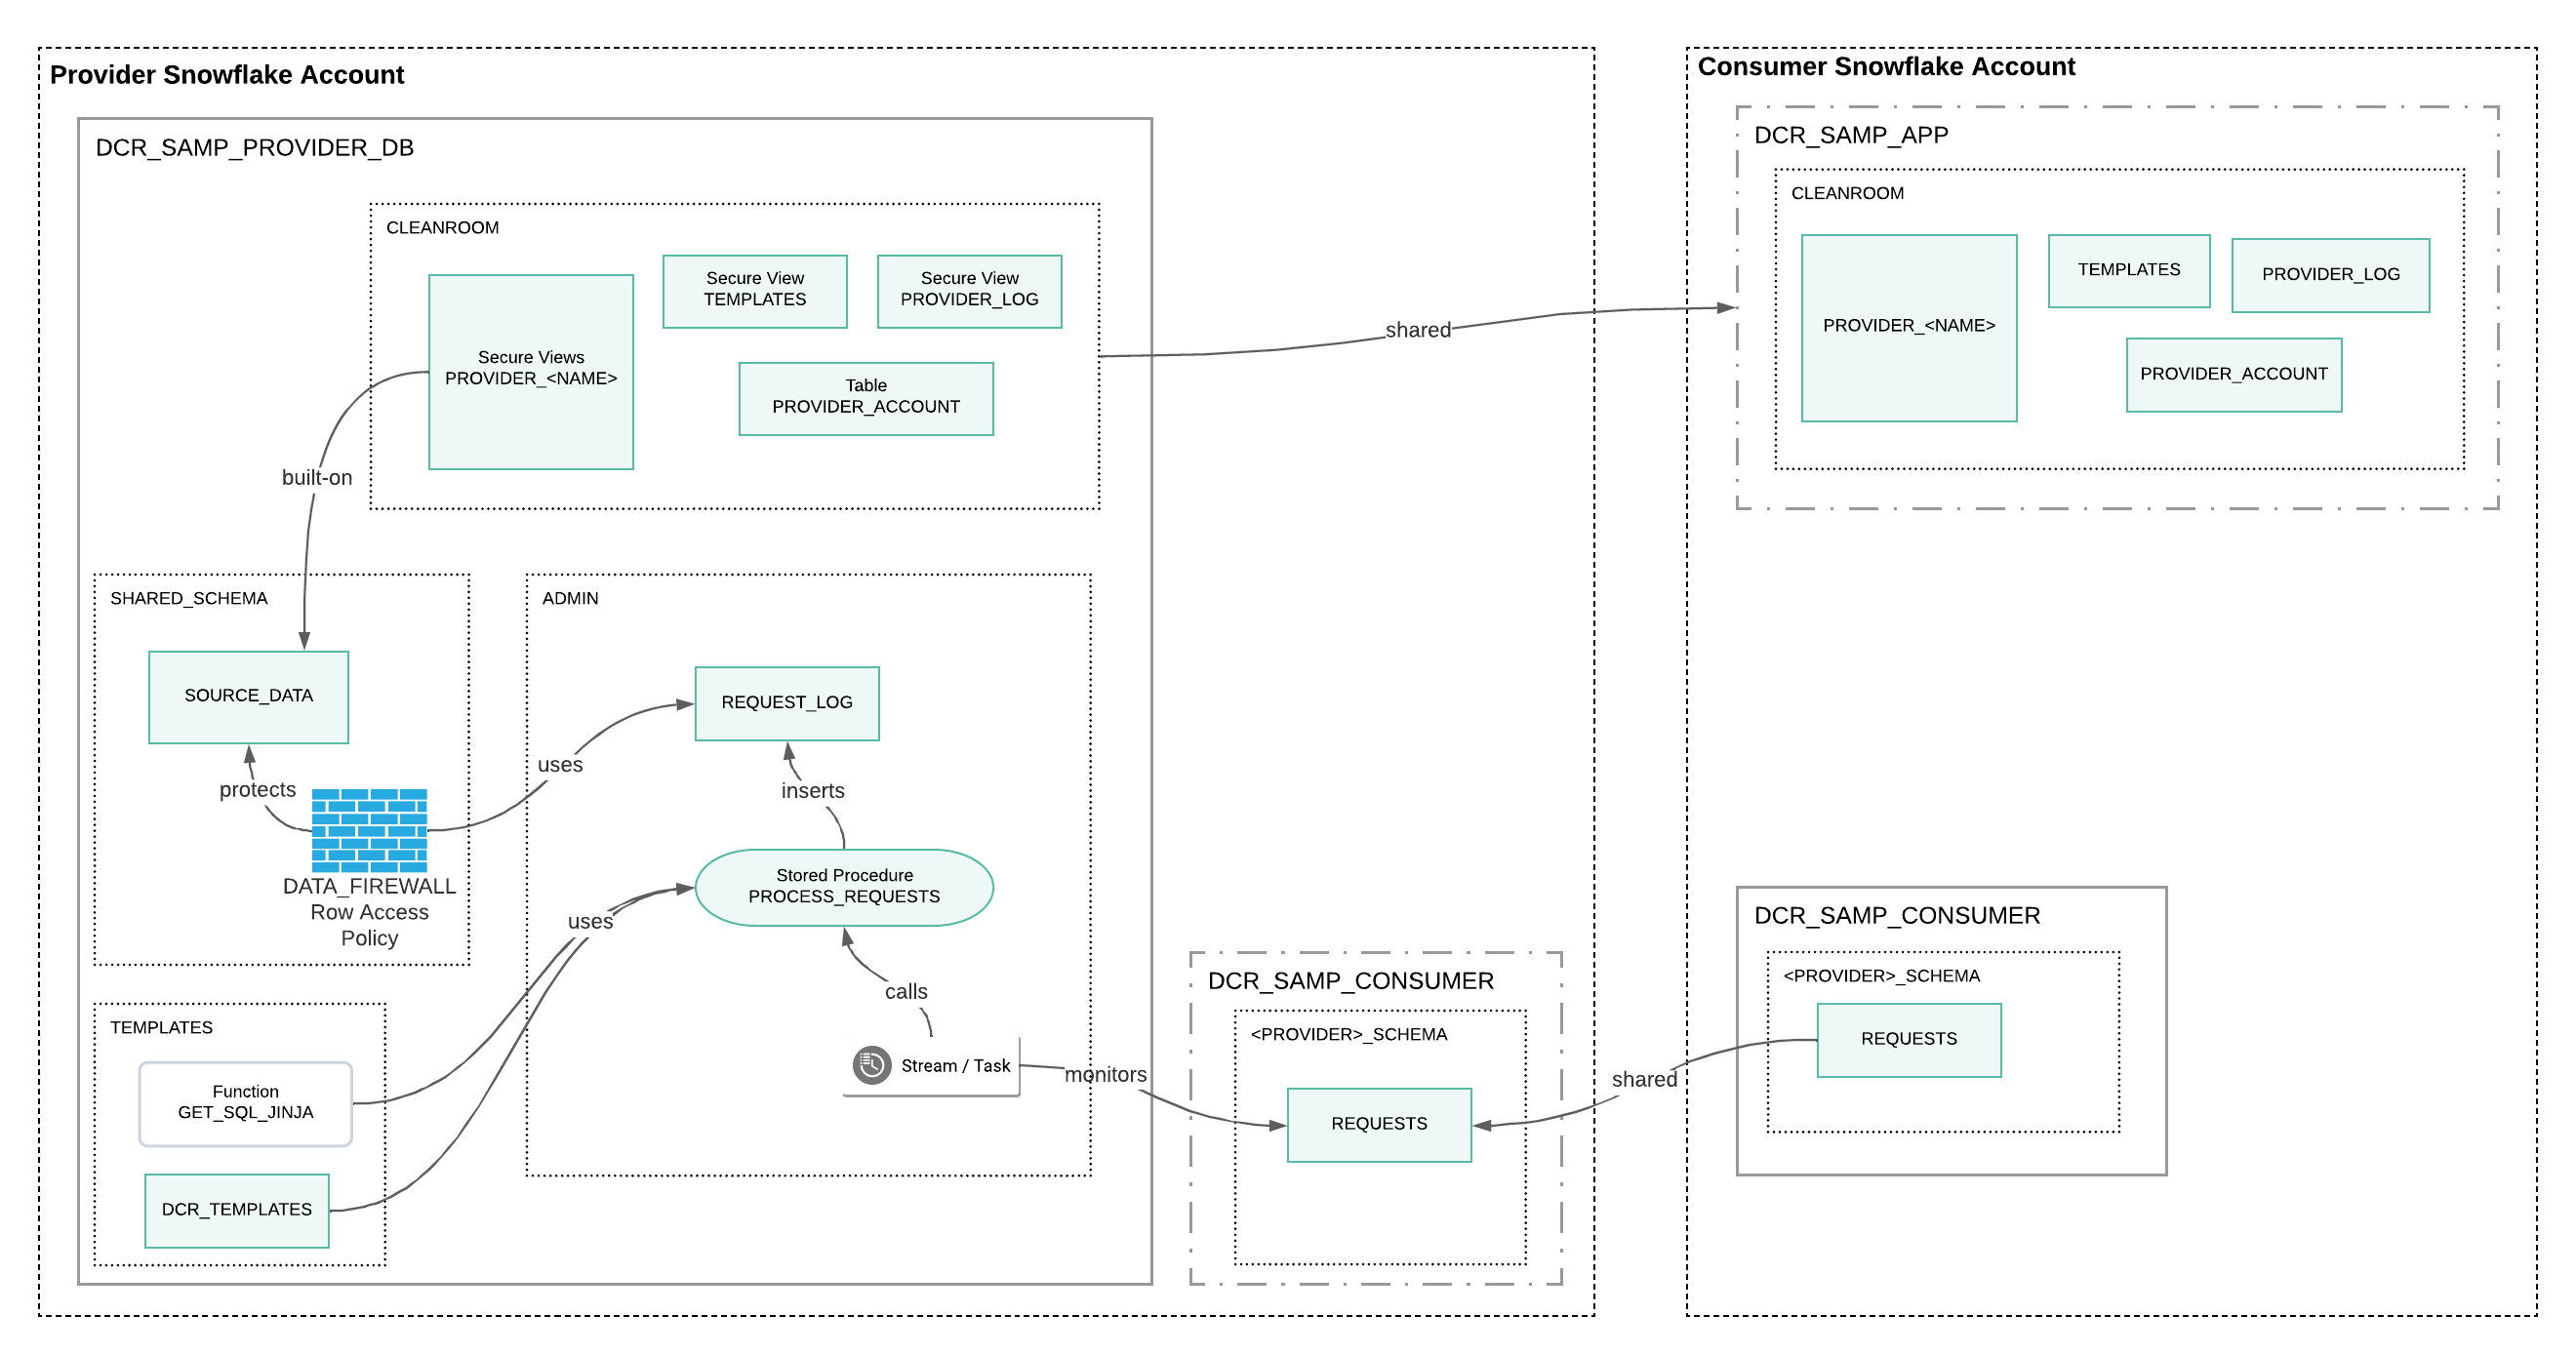 Provider Snowflake Account
DCR_SAMP_PROVIDER_DB
CLEANROOM
Secure Views
PROVIDER_<NAME>
Secure View
TEMPLATES
Secure View
PROVIDER_LOG
Table
PROVIDER_ACCOUNT
built-on
SHARED_SCHEMA
SOURCE_DATA
protects
DATA_FIREWALL
Row Access
Policy
uses
ADMIN
REQUEST_LOG
inserts
Stored Procedure
PROCESS_REQUESTS
uses
calls
Stream / Task
monitors
TEMPLATES
Function
GET_SQL_JINJA
DCR_TEMPLATES
DCR_SAMP_CONSUMER
<PROVIDER>_SCHEMA
REQUESTS
shared
shared
Consumer Snowflake Account
DCR_SAMP_APP
CLEANROOM
PROVIDER_<NAME>
TEMPLATES
PROVIDER_LOG
PROVIDER_ACCOUNT
DCR_SAMP_CONSUMER
<PROVIDER>_SCHEMA
REQUESTS